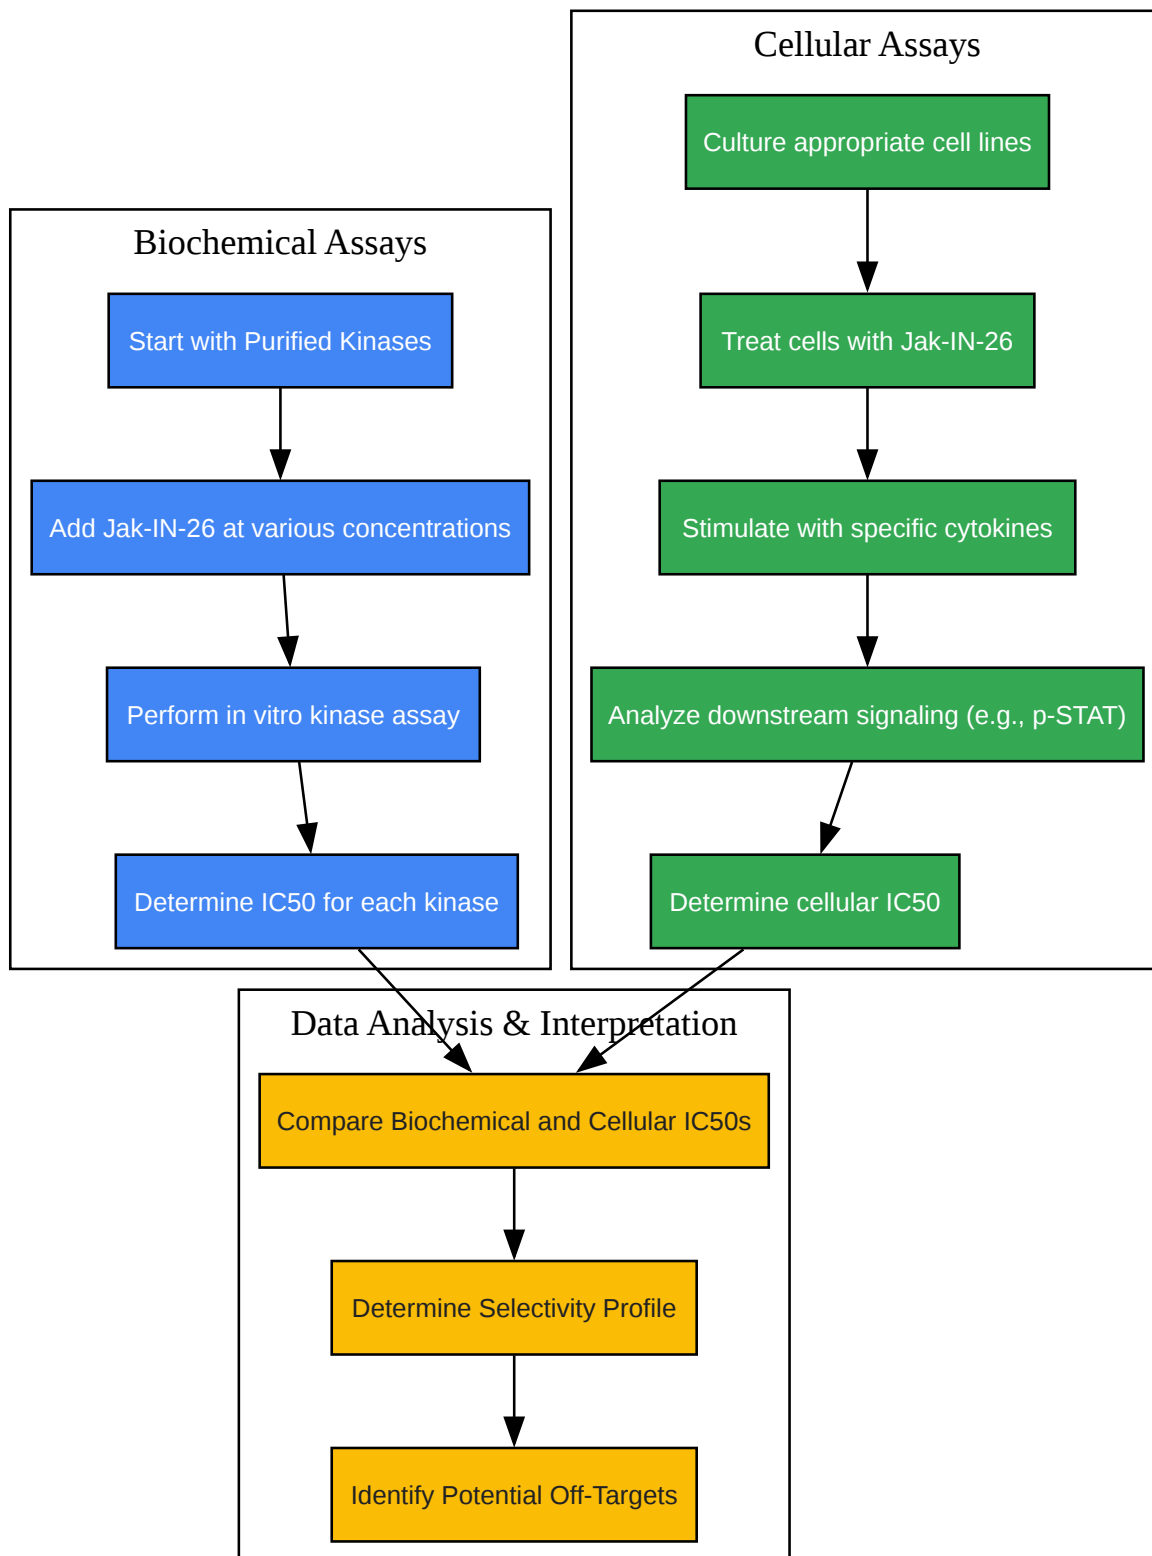 Biochemical Assays
Start with Purified Kinases
Add Jak-IN-26 at various concentrations
Perform in vitro kinase assay
Determine IC50 for each kinase
Cellular Assays
Culture appropriate cell lines
Treat cells with Jak-IN-26
Stimulate with specific cytokines
Analyze downstream signaling (e.g., p-STAT)
Determine cellular IC50
Data Analysis & Interpretation
Compare Biochemical and Cellular IC50s
Determine Selectivity Profile
Identify Potential Off-Targets